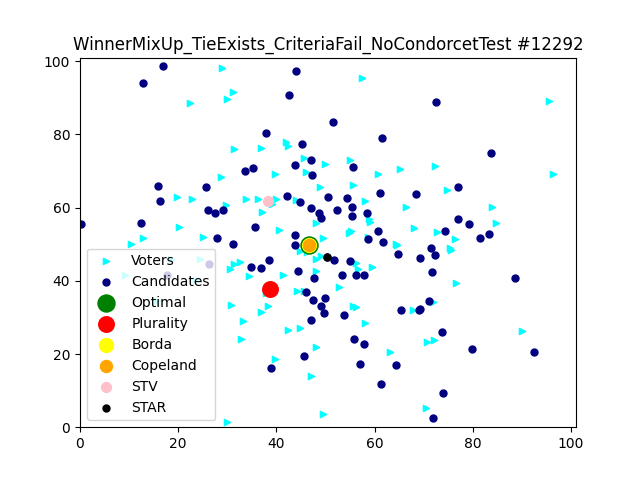 WinnerMixUp_TieExists_CriteriaFail_NoCondorcetTest #12292
100
80
60
40
20
0
0 20 40 60 80 100
Voters
Candidates
Optimal
Plurality
Borda
Copeland
STV
STAR